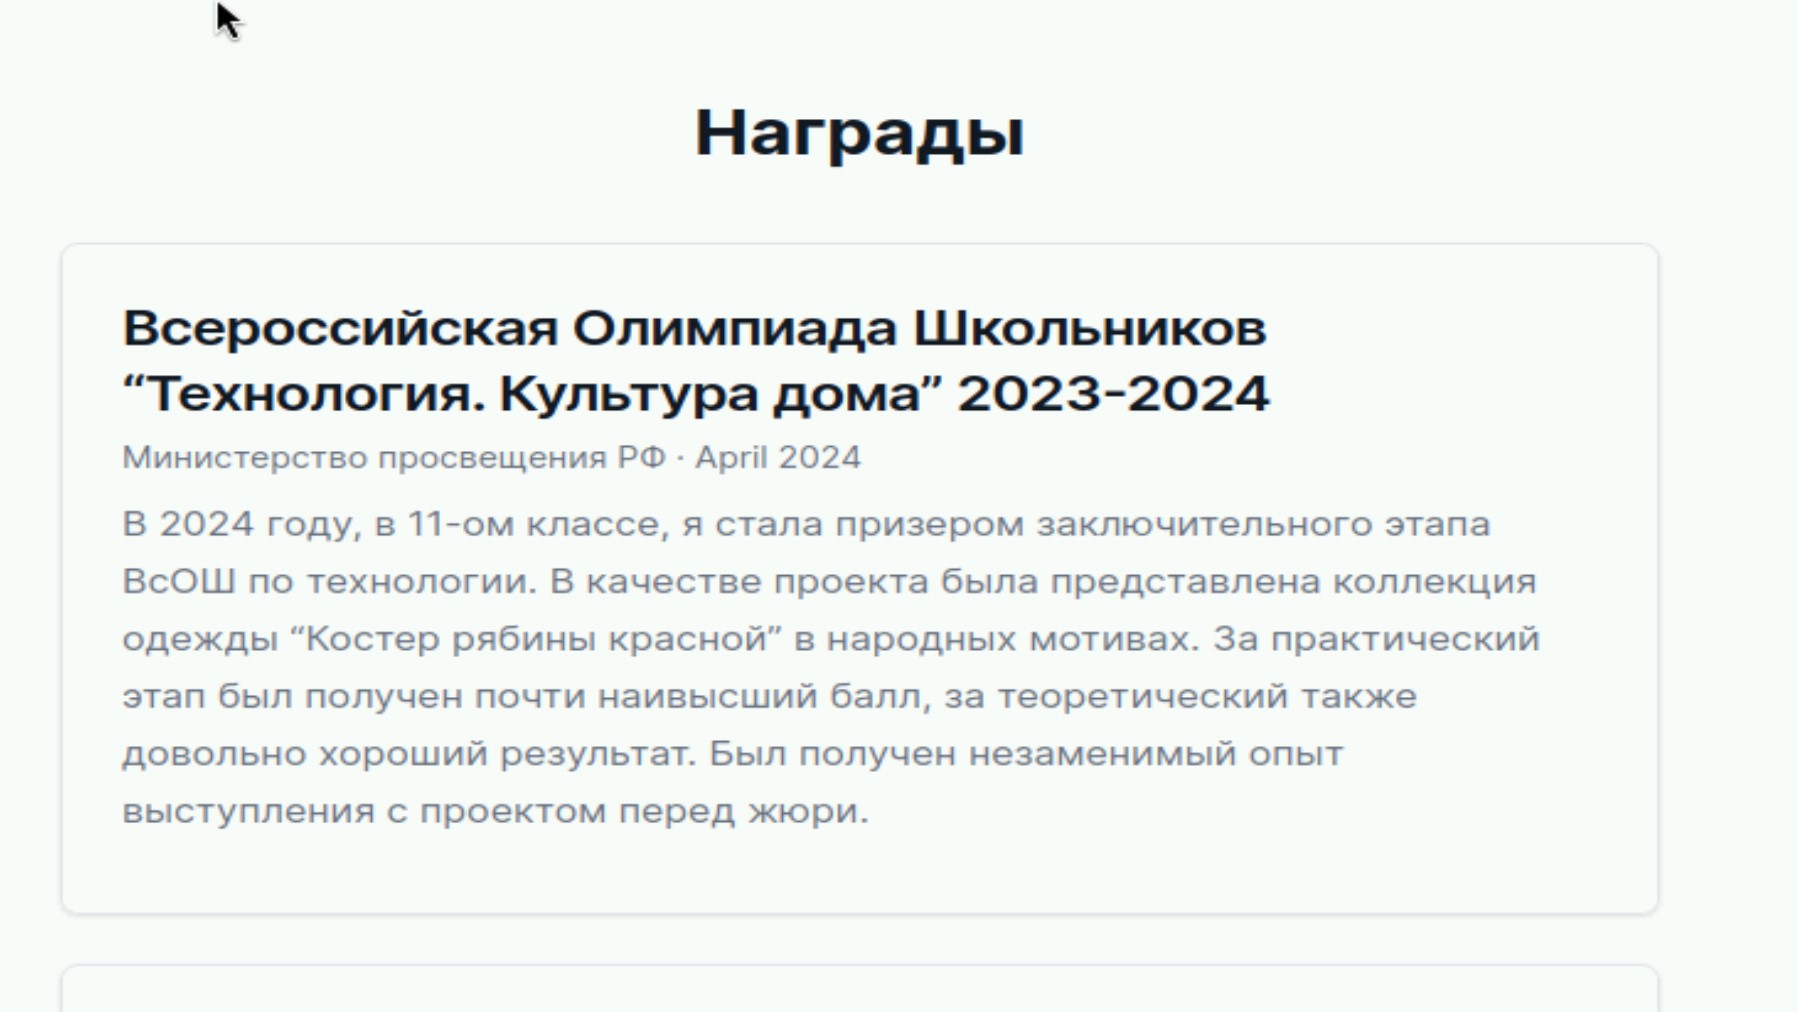 Награды
Всероссийская Олимпиада Школьников
“Технология. Культура дома” 2023-2024
Министерство просвещения РФ · April 2024
В 2024 году, в 11-ом классе, я стала призером заключительного этапа
ВсОШ по технологии. В качестве проекта была представлена коллекция
одежды “Костер рябины красной” в народных мотивах. За практический
этап был получен почти наивысший балл, за теоретический также
довольно хороший результат. Был получен незаменимый опыт
выступления с проектом перед жюри.